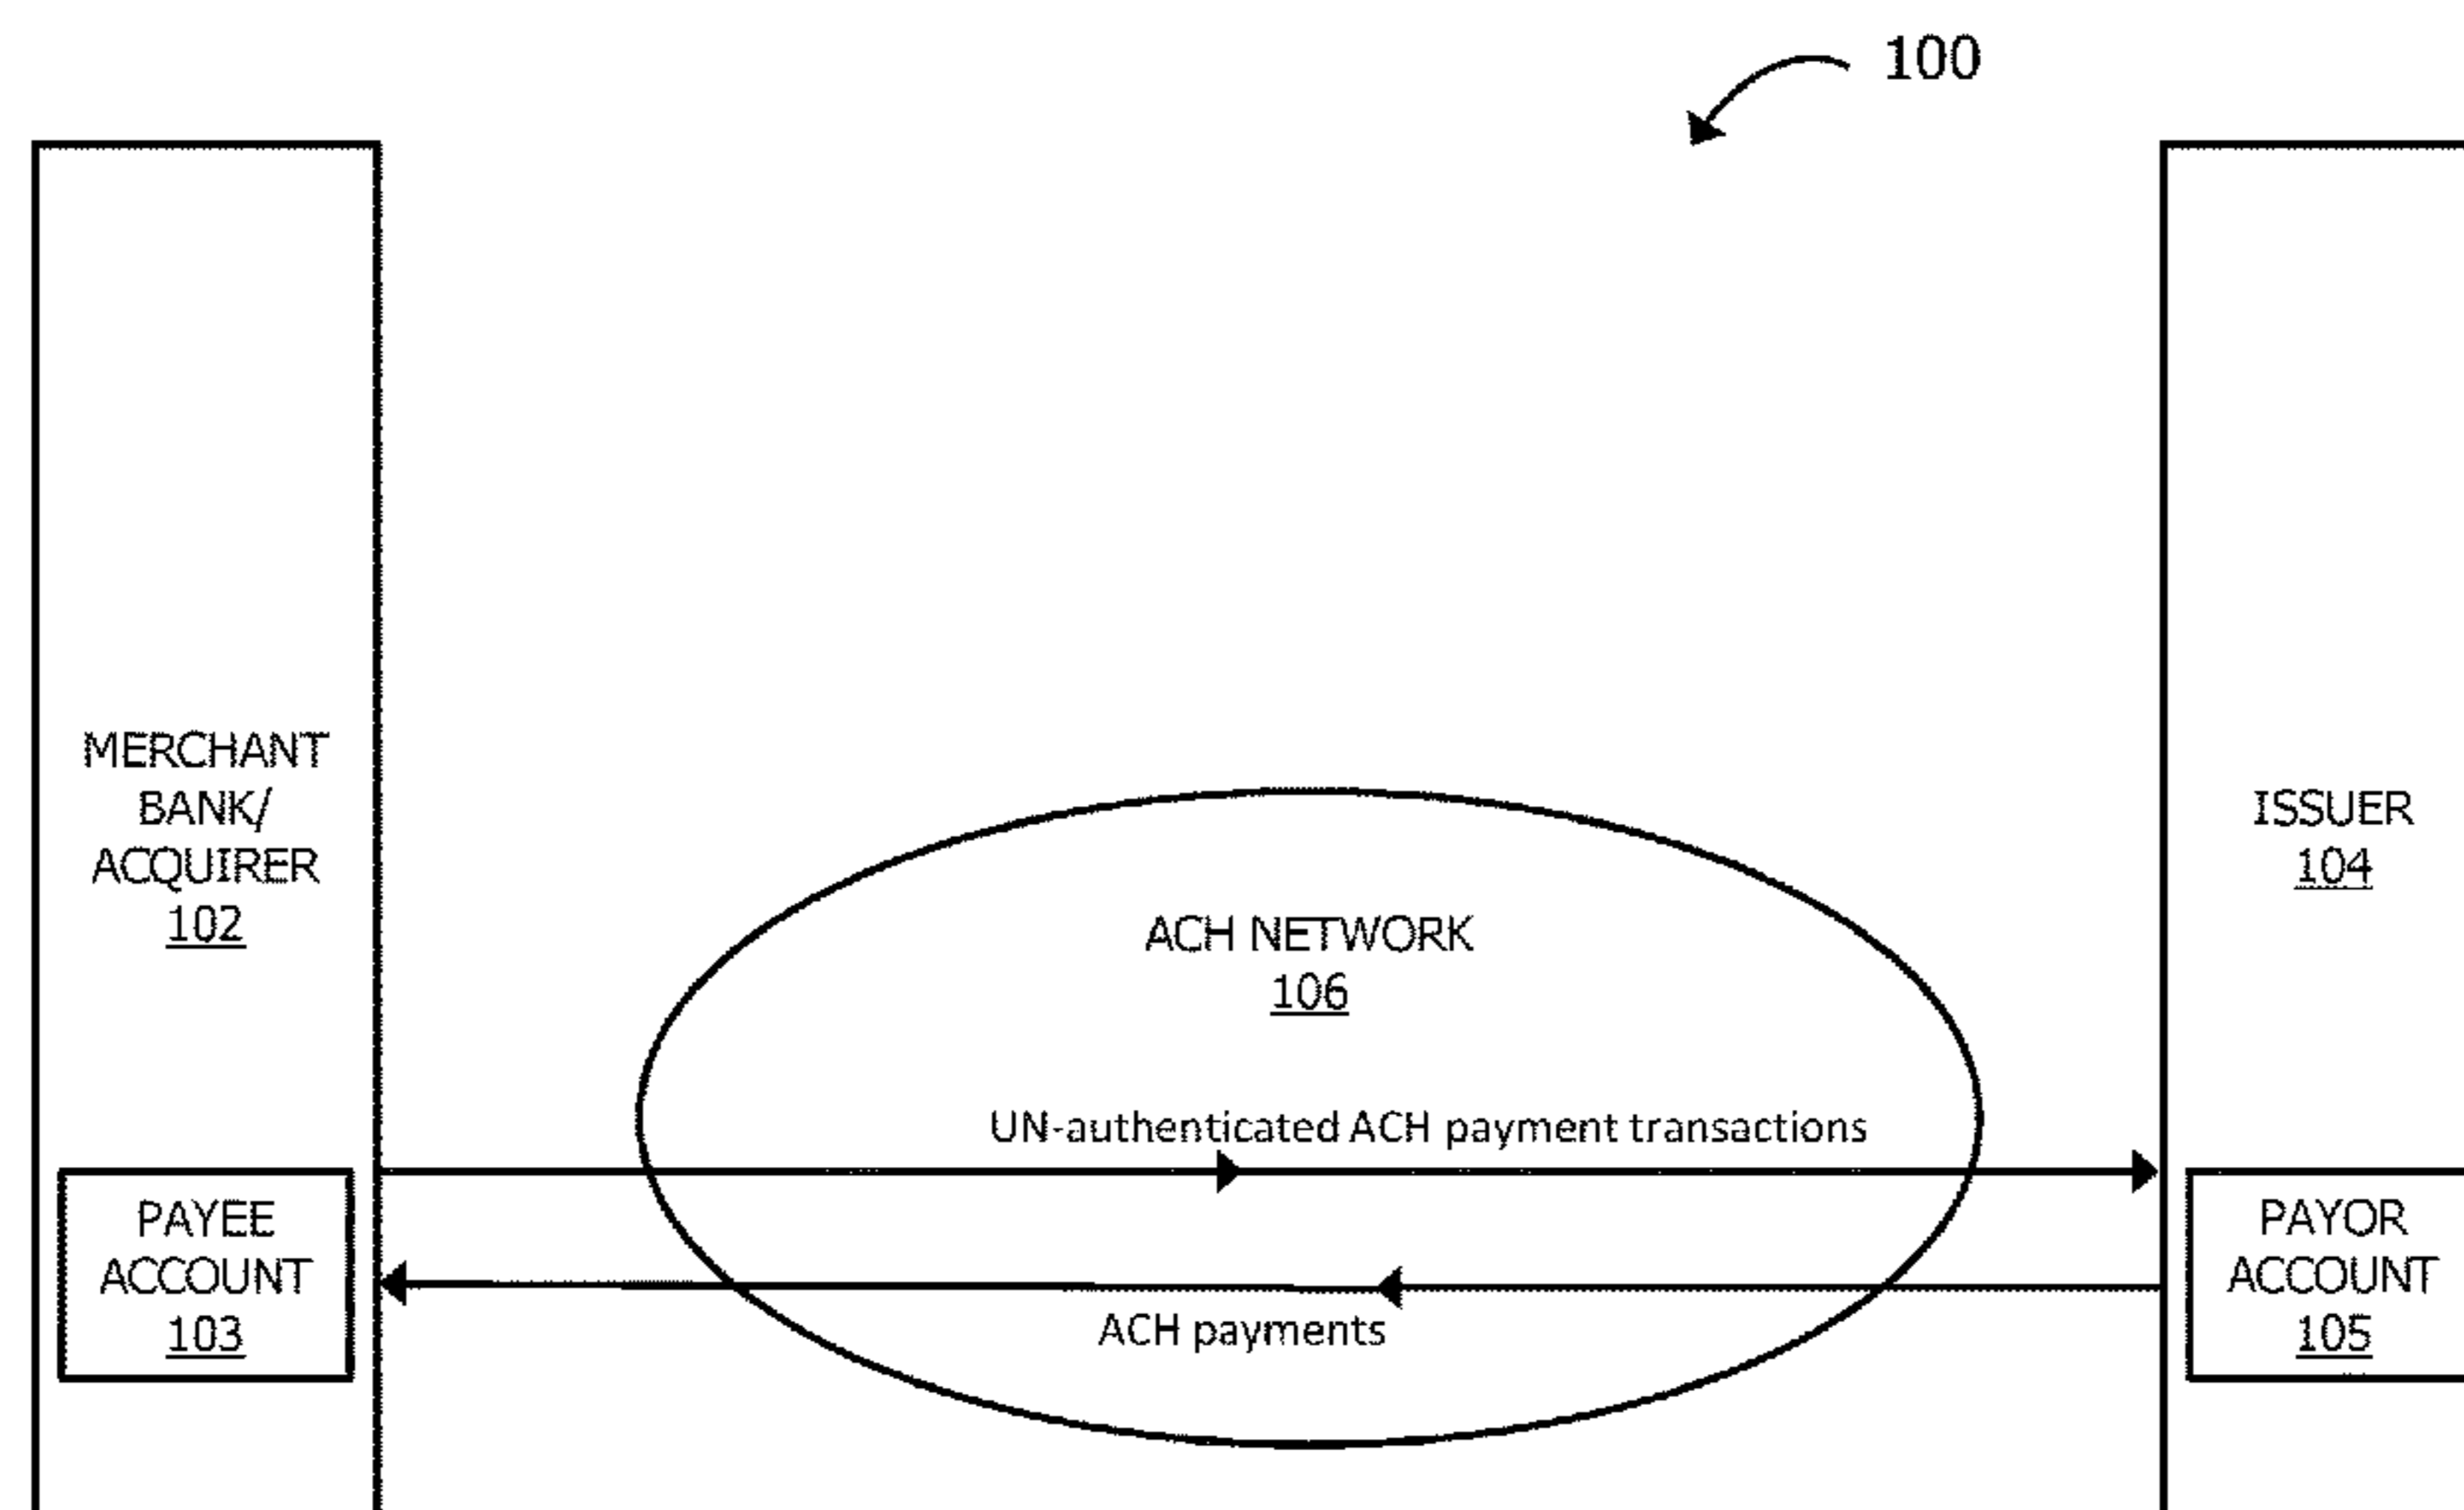 100
MERCHANT
BANK/
ACQUIRER
102
ISSUER
104
ACH NETWORK
106
UN-authenticated ACH payment transactions
PAYEE
ACCOUNT
103
PAYOR
ACCOUNT
105
ACH payments